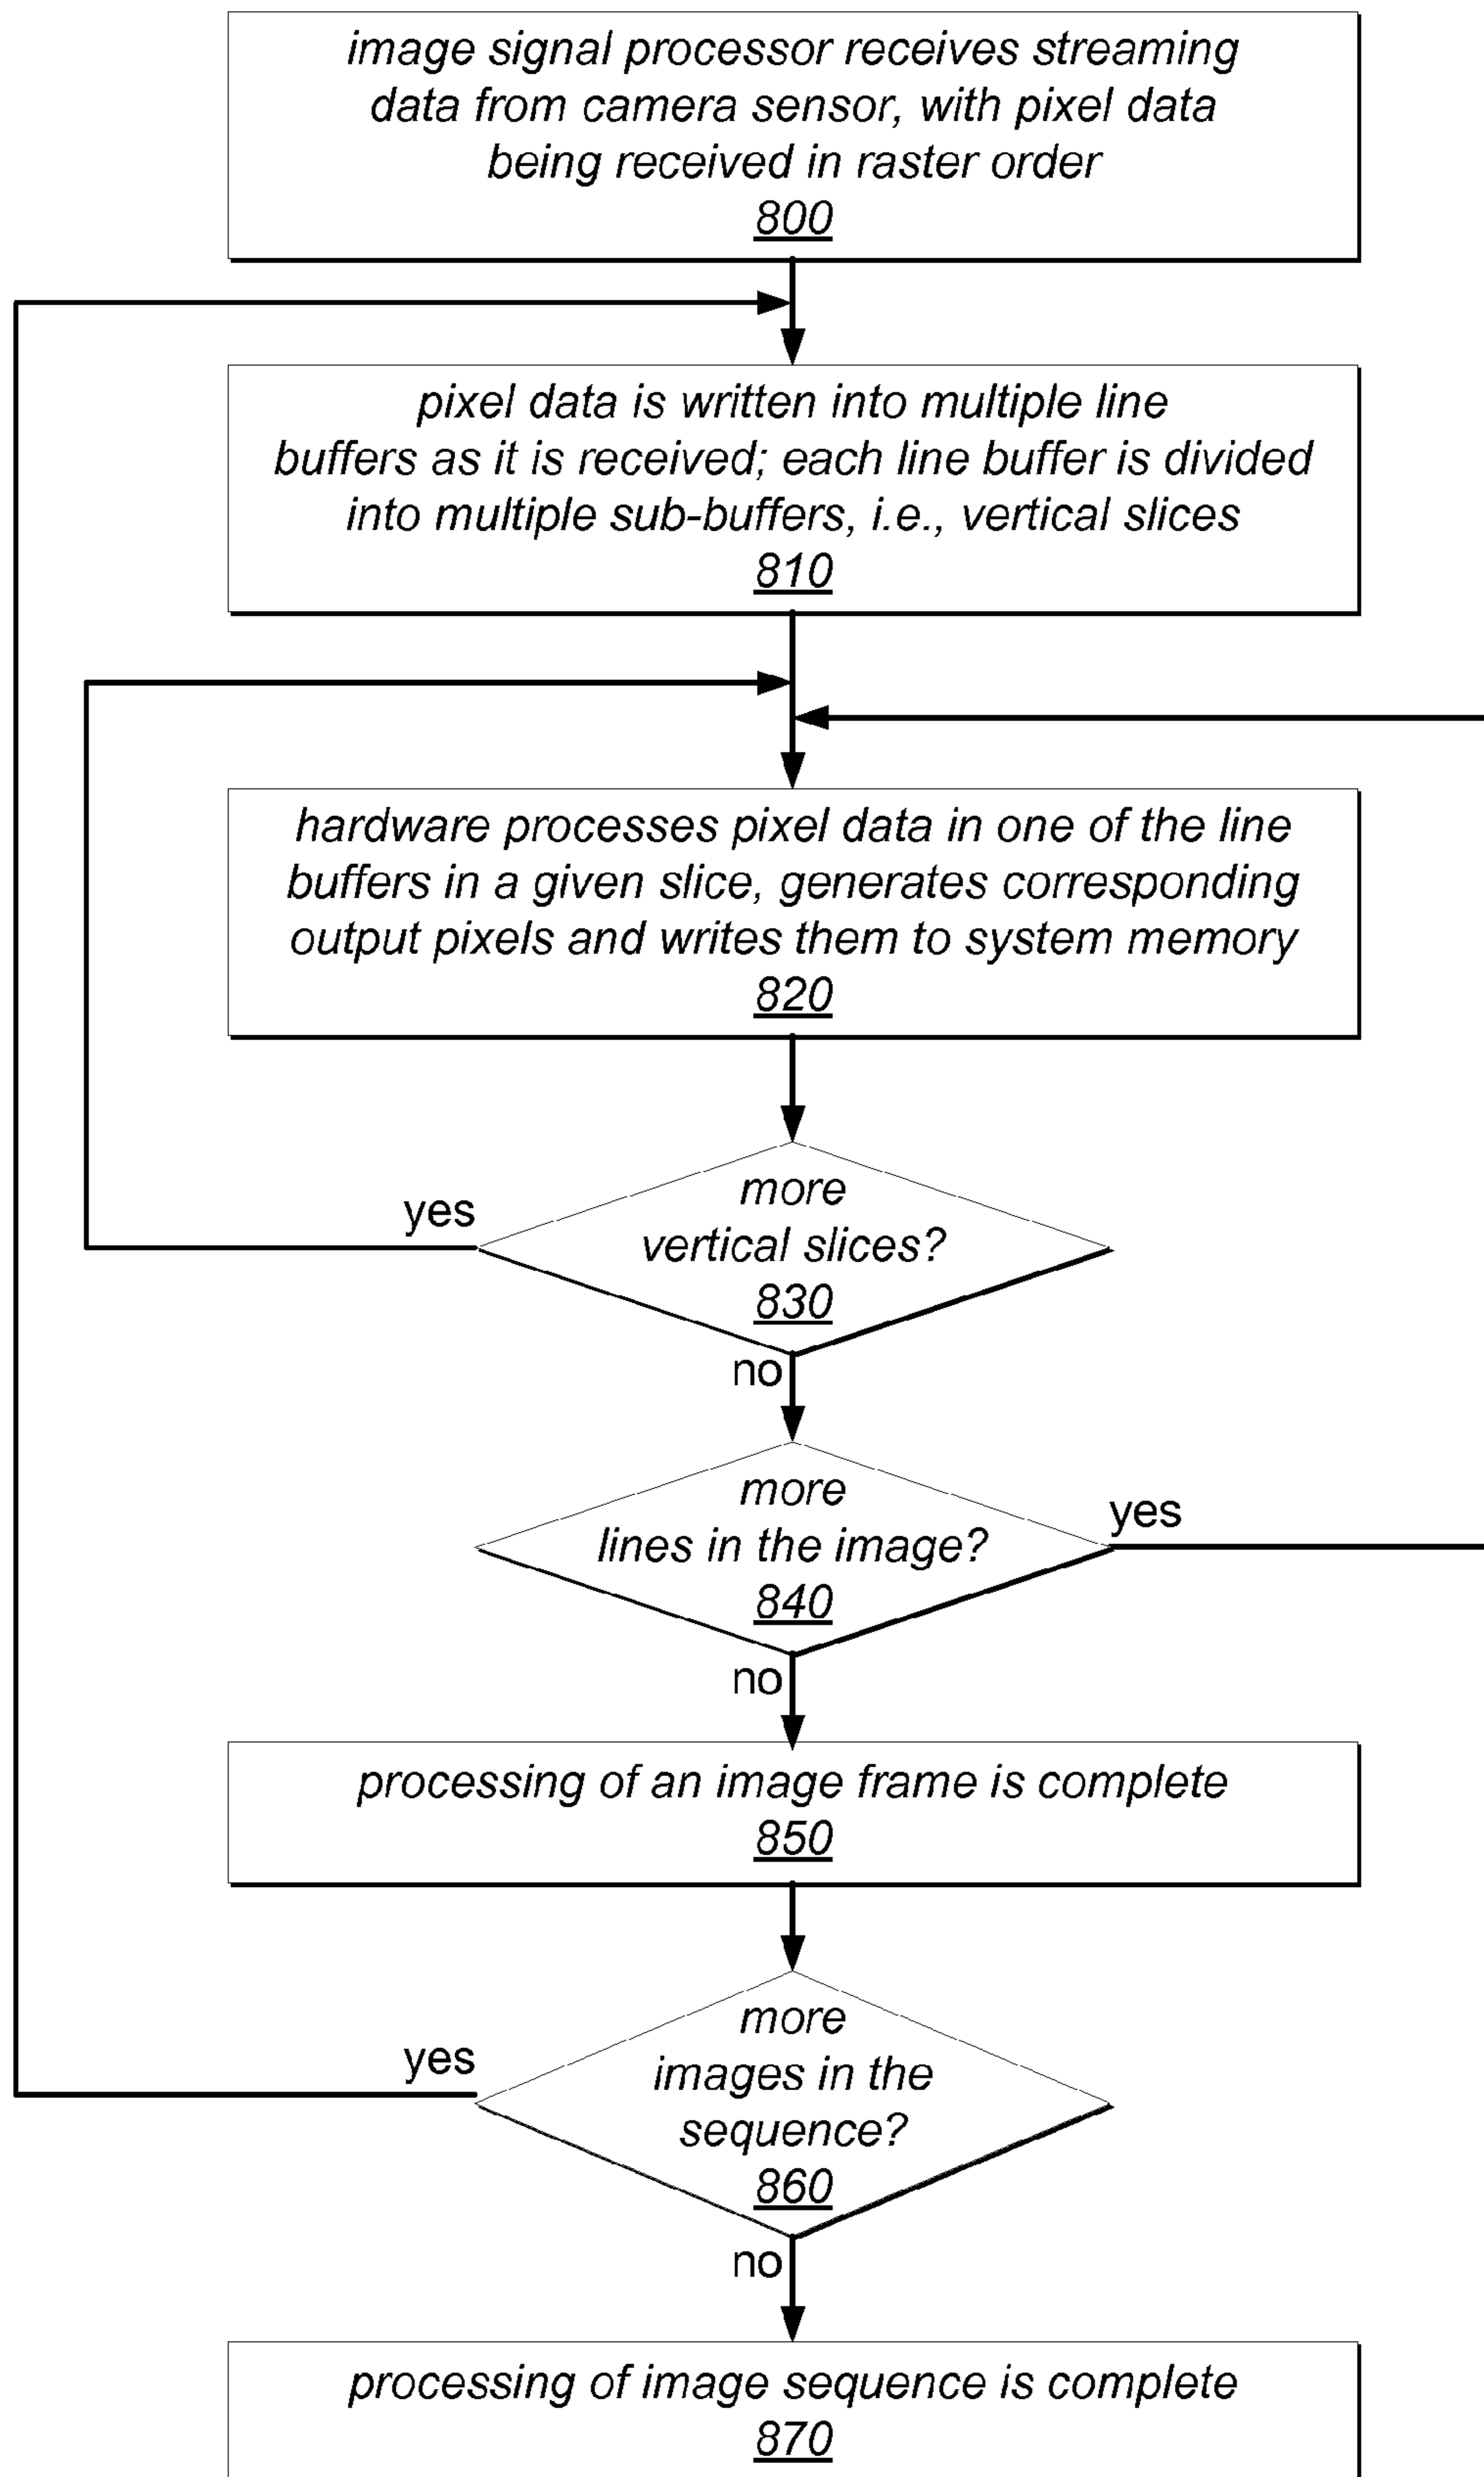 image signal processor receives streaming
data from camera sensor, with pixel data
being received in raster order
800
pixel data is written into multiple line
buffers as it is received; each line buffer is divided
into multiple sub-buffers, i.e., vertical slices
810
hardware processes pixel data in one of the line
buffers in a given slice, generates corresponding
output pixels and writes them to system memory
820
more
vertical slices?
830
yes
no
more
lines in the image?
840
yes
no
processing of an image frame is complete
850
more
images in the
sequence?
860
yes
no
processing of image sequence is complete
870